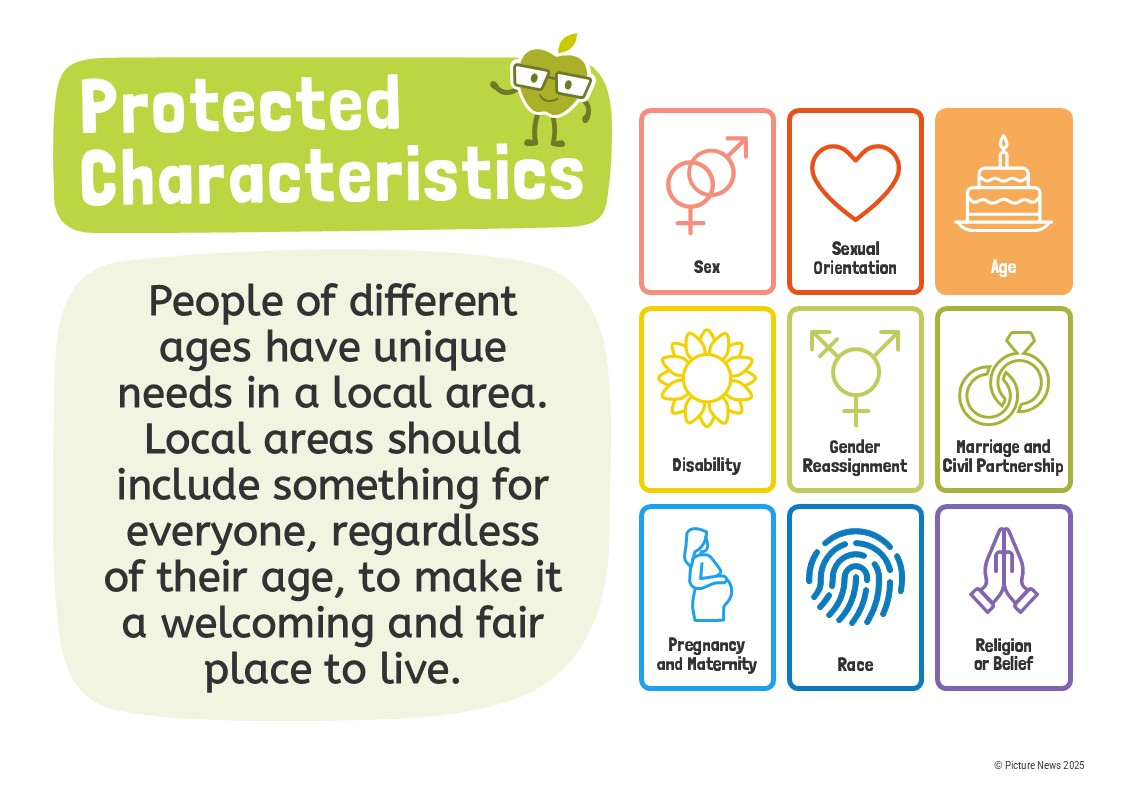 Protected
Characteristics
People of different
ages have unique
needs in a local area.
Local areas should
include something for
everyone, regardless
of their age, to make it
a welcoming and fair
place to live.
Sex
Sexual
Orientation
Age
Disability
Gender
Reassignment
Marriage and
Civil Partnership
Pregnancy
and Maternity
Race
Religion
or Belief
© Picture News 2025